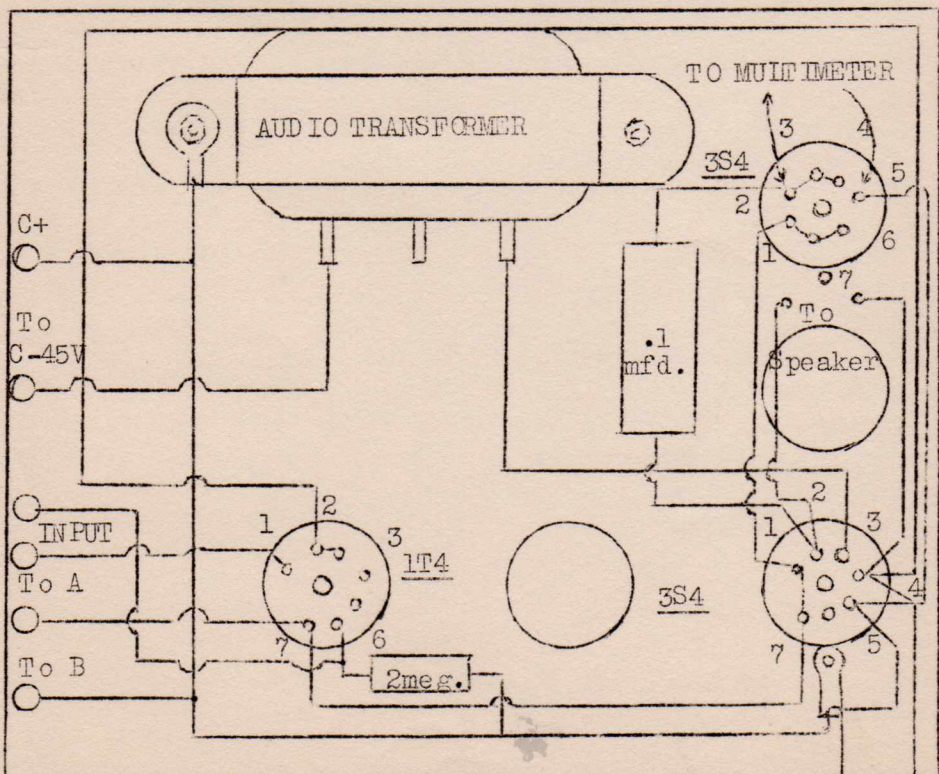 TO MULTIMETER
AUDIO TRANSFORMER
3 4
3S4 5
2
1 6
7
C+
To
C-45V
To
Speaker
.1
mfd.
INPUT
1 2 3
1T4
7 6
To A
To B
2meg.
3S4
1 2 3
4
7 5